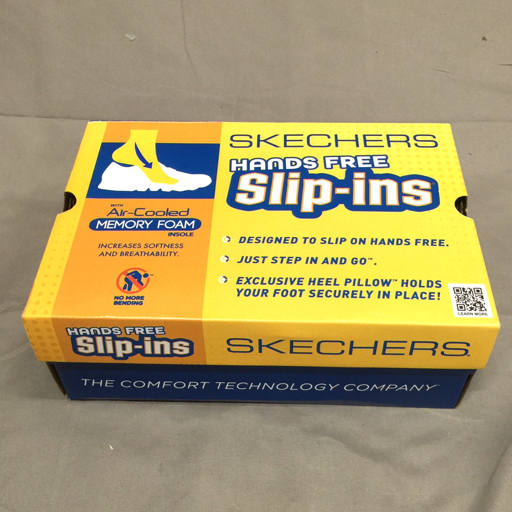 SKECHERS
HANDS FREE
Slip-ins
WITH
Air-Cooled
MEMORY FOAM
INSOLE
INCREASES SOFTNESS
AND BREATHABILITY.
NO MORE
BENDING
DESIGNED TO SLIP ON HANDS FREE.
JUST STEP IN AND GO™.
EXCLUSIVE HEEL PILLOW™ HOLDS
YOUR FOOT SECURELY IN PLACE!
LEARN MORE
HANDS FREE
Slip-ins
SKECHERS
THE COMFORT TECHNOLOGY COMPANY